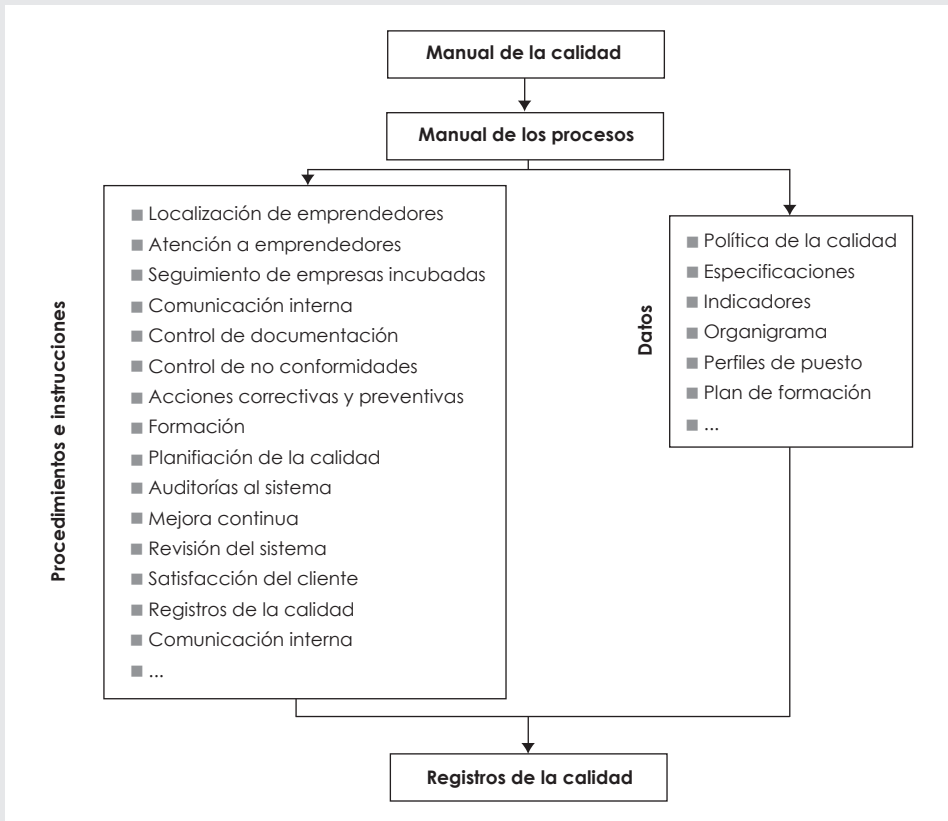 Manual de la calidad
Manual de los procesos
Procedimientos e instrucciones
Localización de emprendedores
Atención a emprendedores
Seguimiento de empresas incubadas
Comunicación interna
Control de documentación
Control de no conformidades
Acciones correctivas y preventivas
Formación
Planifiación de la calidad
Auditorías al sistema
Mejora continua
Revisión del sistema
Satisfacción del cliente
Registros de la calidad
Comunicación interna
...
Datos
Política de la calidad
Especificaciones
Indicadores
Organigrama
Perfiles de puesto
Plan de formación
...
Registros de la calidad